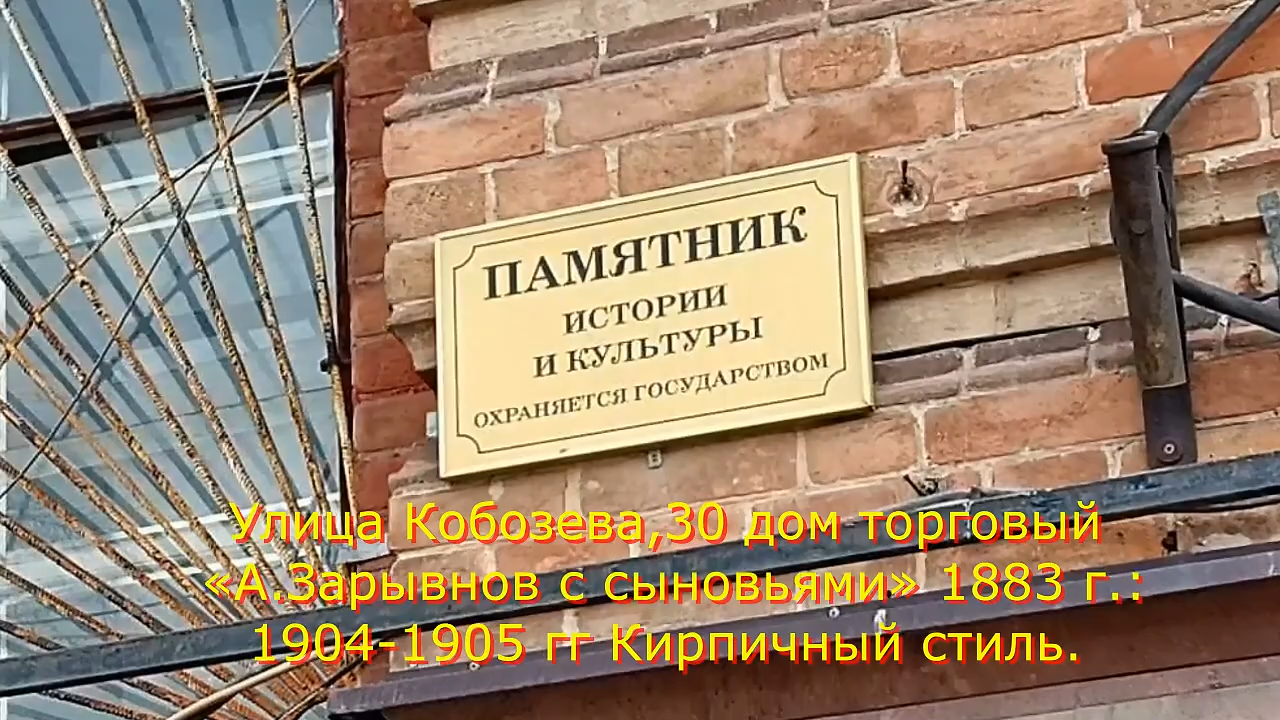 ПАМЯТНИК
ИСТОРИИ
И КУЛЬТУРЫ
ОХРАНЯЕТСЯ ГОСУДАРСТВОМ
Улица Кобозева,30 дом торговый
«А.Зарывнов с сыновьями» 1883 г.:
1904-1905 гг Кирпичный стиль.